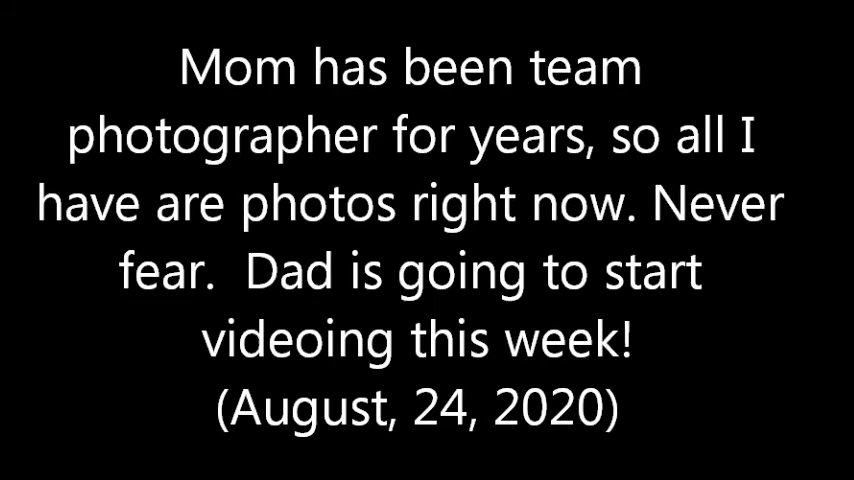 Mom has been team
photographer for years, so all I
have are photos right now. Never
fear.  Dad is going to start
videoing this week!
(August, 24, 2020)